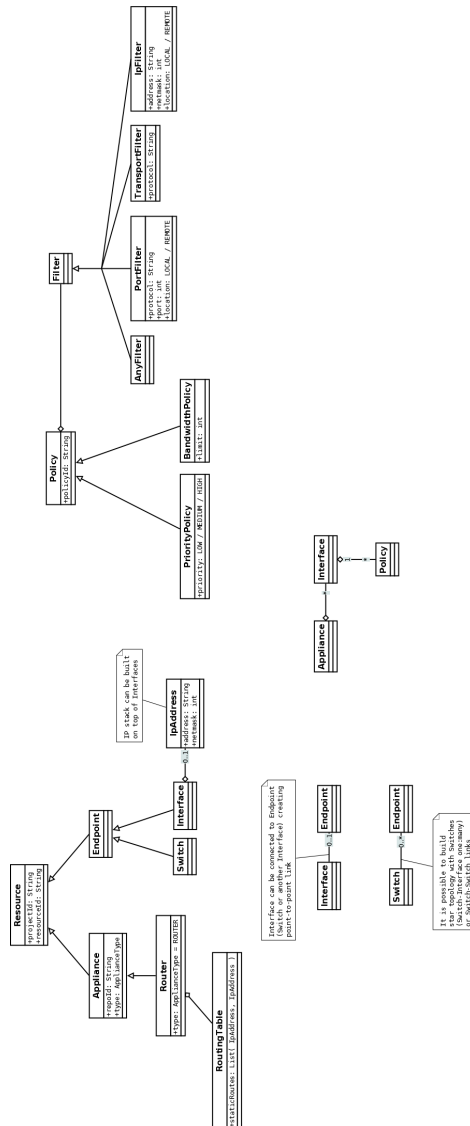 Resource
+projectId: String
+resourceId: String
Appliance
+repoId: String
+type: ApplianceType
Endpoint
Router
+type: ApplianceType = ROUTER
Switch
Interface
0..1
IpAddress
+address: String
+netmask: int
IP stack can be built
on top of Interfaces
RoutingTable
+staticRoutes: List( IpAddress, IpAddress )
Policy
+policyId: String
Filter
PriorityPolicy
+priority: LOW / MEDIUM / HIGH
BandwidthPolicy
+limit: int
AnyFilter
PortFilter
+protocol: String
+port: int
+location: LOCAL / REMOTE
TransportFilter
+protocol: String
IpFilter
+address: String
+netmask: int
+location: LOCAL / REMOTE
Interface can be connected to Endpoint
(Switch or another Interface) creating
point-to-point link
Interface
0..1
Endpoint
Switch
0..*
Endpoint
It is possible to build
star topology with Switches
(Switch-Interface one:many)
or Switch-Switch links
Appliance
*
Interface
1
*
Policy